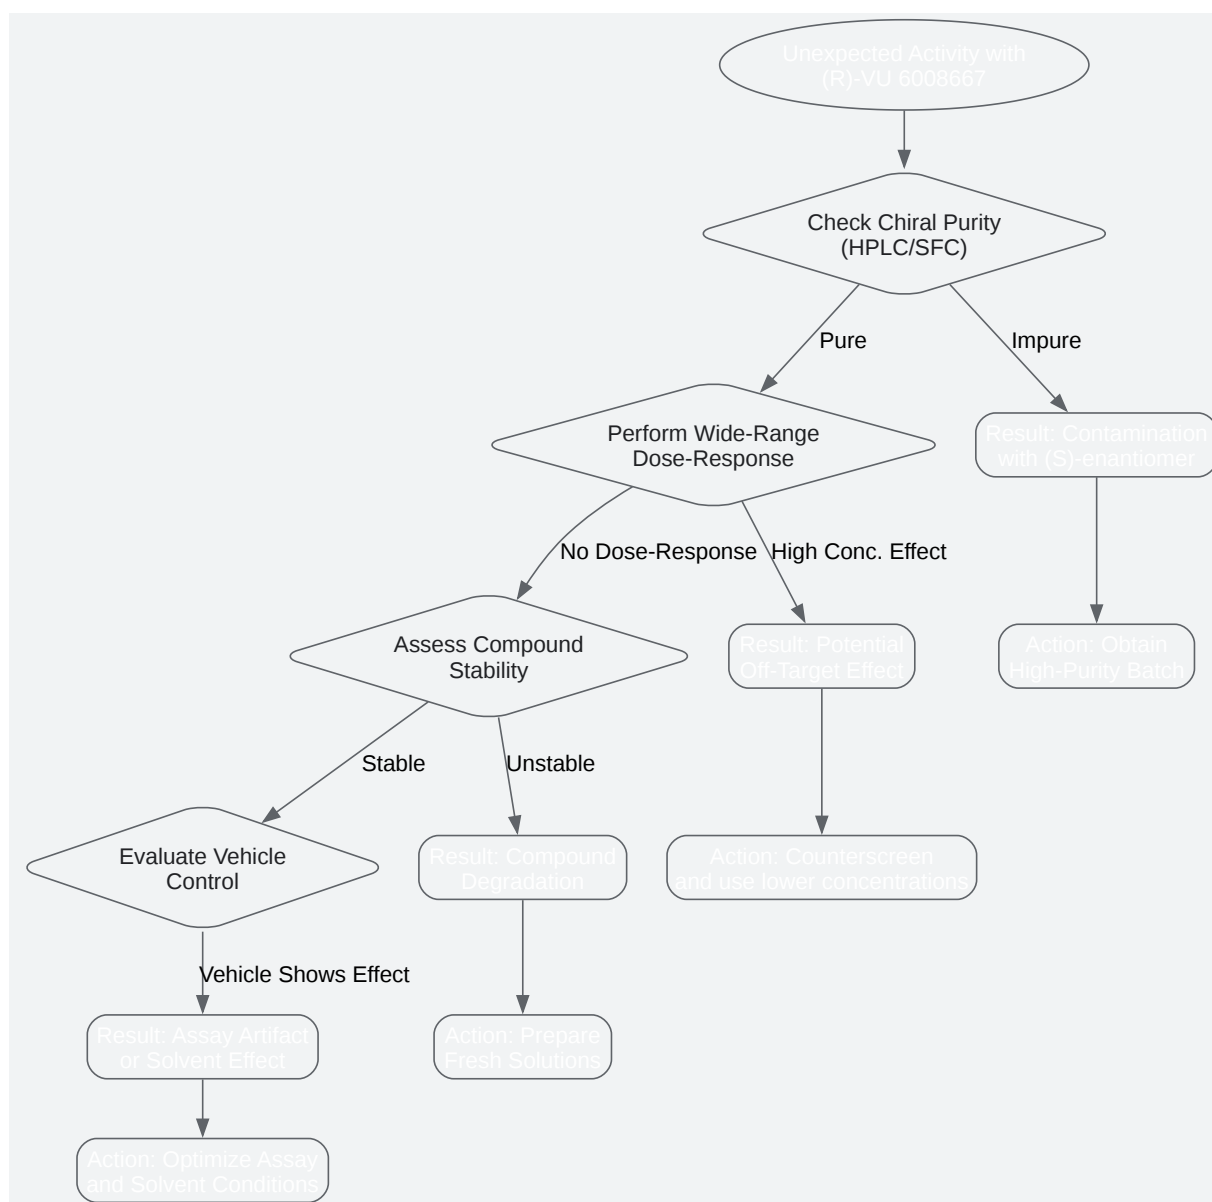 Unexpected Activity with
(R)-VU 6008667
Check Chiral Purity
(HPLC/SFC)
Pure
Impure
Perform Wide-Range
Dose-Response
Result: Contamination
with (S)-enantiomer
No Dose-Response
High Conc. Effect
Assess Compound
Stability
Result: Potential
Off-Target Effect
Action: Obtain
High-Purity Batch
Stable
Unstable
Evaluate Vehicle
Control
Result: Compound
Degradation
Action: Counterscreen
and use lower concentrations
Vehicle Shows Effect
Result: Assay Artifact
or Solvent Effect
Action: Prepare
Fresh Solutions
Action: Optimize Assay
and Solvent Conditions